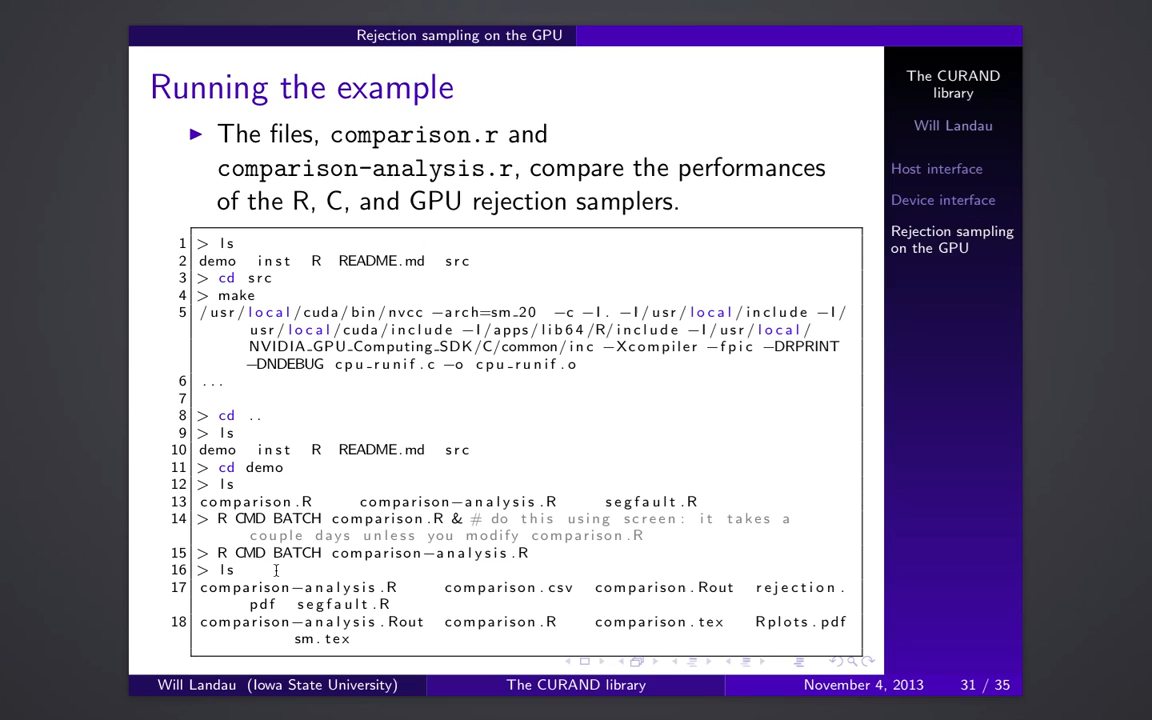 Rejection sampling on the GPU
Running the example
The files, comparison.r and
comparison-analysis.r, compare the performances
of the R, C, and GPU rejection samplers.
1 > ls
2 demo inst R README.md src
3 > cd src
4 > make
5 /usr/local/cuda/bin/nvcc −arch=sm_20 −c −I. −I/usr/local/include −I/
usr/local/cuda/include −I/apps/lib64/R/include −I/usr/local/
NVIDIA_GPU_Computing_SDK/C/common/inc −Xcompiler −fpic −DRPRINT
−DNDEBUG cpu_runif.c −o cpu_runif.o
6 ...
7
8 > cd ..
9 > ls
10 demo inst R README.md src
11 > cd demo
12 > ls
13 comparison.R comparison−analysis.R segfault.R
14 > R CMD BATCH comparison.R & # do this using screen: it takes a
couple days unless you modify comparison.R
15 > R CMD BATCH comparison−analysis.R
16 > ls
17 comparison−analysis.R comparison.csv comparison.Rout rejection.
pdf segfault.R
18 comparison−analysis.Rout comparison.R comparison.tex Rplots.pdf
sm.tex
The CURAND
library
Will Landau
Host interface
Device interface
Rejection sampling
on the GPU
Will Landau (Iowa State University) The CURAND library November 4, 2013 31 / 35